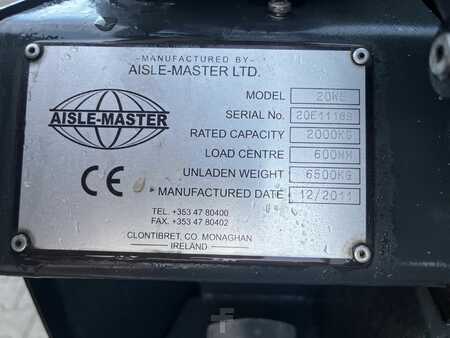 -MANUFACTURED BY-
AISLE-MASTER LTD.
AISLE-MASTER
CE
MODEL 20WE
SERIAL No.
RATED CAPACITY 2000KG
LOAD CENTRE 600MM
UNLADEN WEIGHT 6500KG
MANUFACTURED DATE 12/2011
TEL. +353 47 80400
FAX. +353 47 80402
CLONTIBRET, CO. MONAGHAN
IRELAND